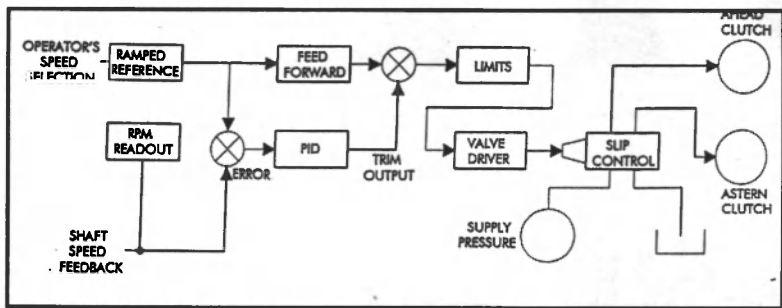 OPERATOR'S
SPEED
RAMPED
REFERENCE
FEED
FORWARD
LIMITS
AHEAD
CLUTCH
RPM
READOUT
ERROR
PID
TRIM
OUTPUT
VALVE
DRIVER
SLIP
CONTROL
ASTERN
CLUTCH
SHAFT
SPEED
FEEDBACK
SUPPLY
PRESSURE